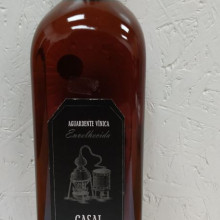 AGUARDENTE VÍNICA
Envelhecida
CASAL